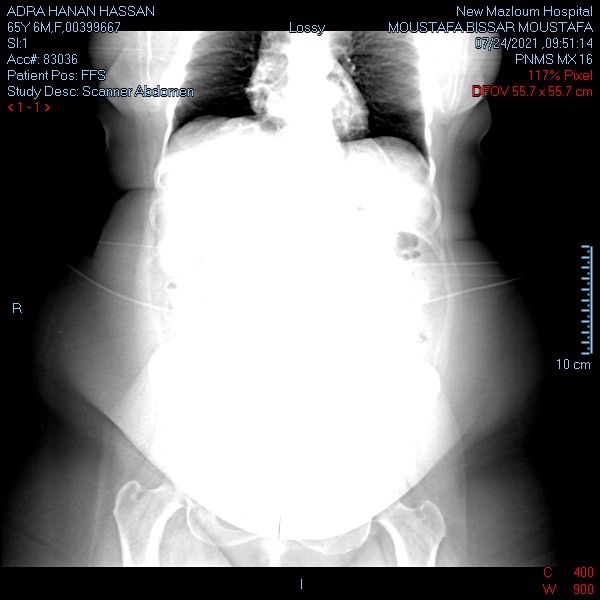 ADRA HANAN HASSAN
65Y 6M,F,00399667
SI:1
Acc#: 83036
Patient Pos: FFS
Study Desc: Scanner Abdomen
<1-1>
Lossy
New Mazloum Hospital
MOUSTAFA,BISSAR MOUSTAFA
07/24/2021 ,09:51:14
PNMS MX 16
117% Pixel
DFOV 55.7 x 55.7 cm
R
10 cm
I
C 400
W 900